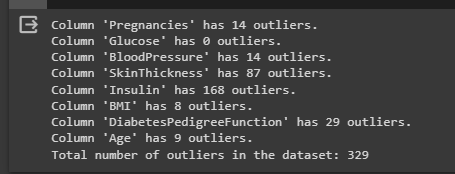 Column 'Pregnancies' has 14 outliers.
Column 'Glucose' has 0 outliers.
Column 'BloodPressure' has 14 outliers.
Column 'SkinThickness' has 87 outliers.
Column 'Insulin' has 168 outliers.
Column 'BMI' has 8 outliers.
Column 'DiabetesPedigreeFunction' has 29 outliers.
Column 'Age' has 9 outliers.
Total number of outliers in the dataset: 329